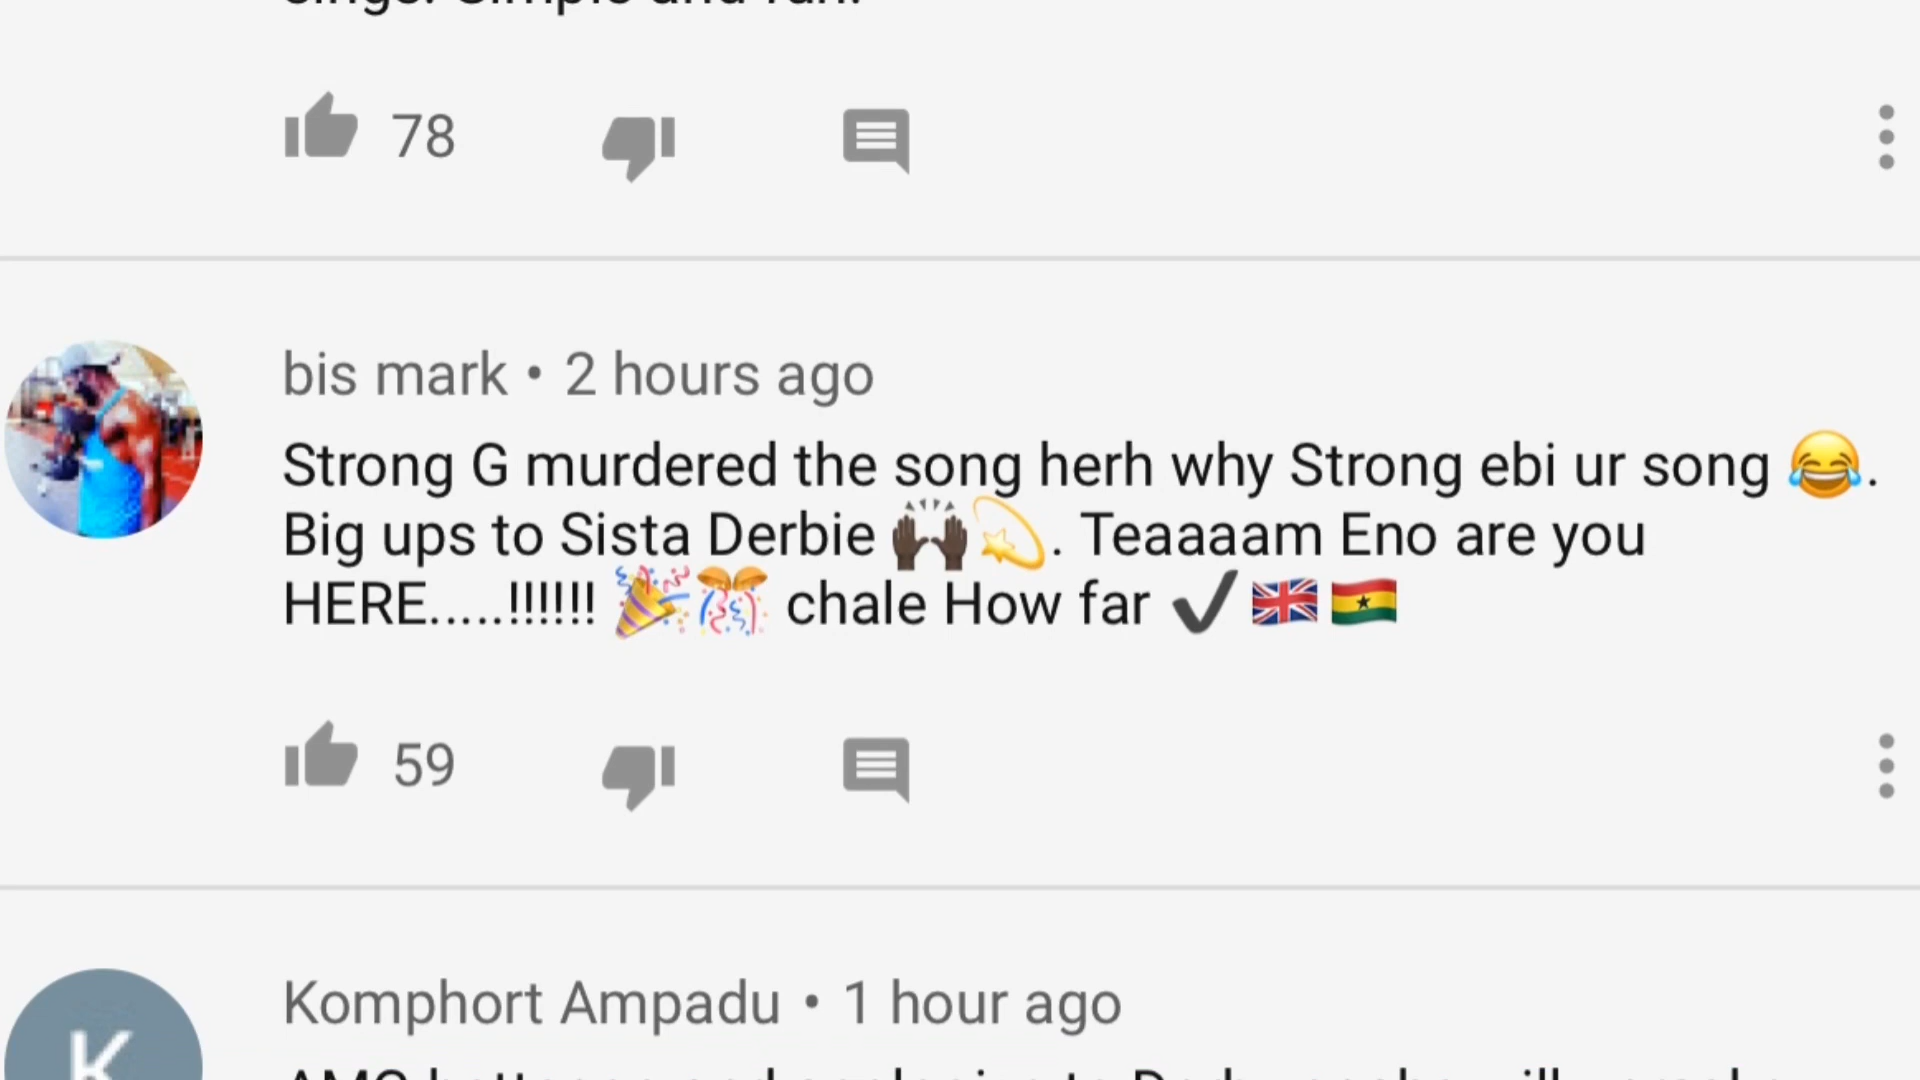 78
bis mark • 2 hours ago
Strong G murdered the song herh why Strong ebi ur song 😂.
Big ups to Sista Derbie 🙌🏿💫. Teaaaam Eno are you
HERE.....!!!!!! 🎉🎊 chale How far ✔️🇬🇧🇬🇭
59
Komphort Ampadu • 1 hour ago
K